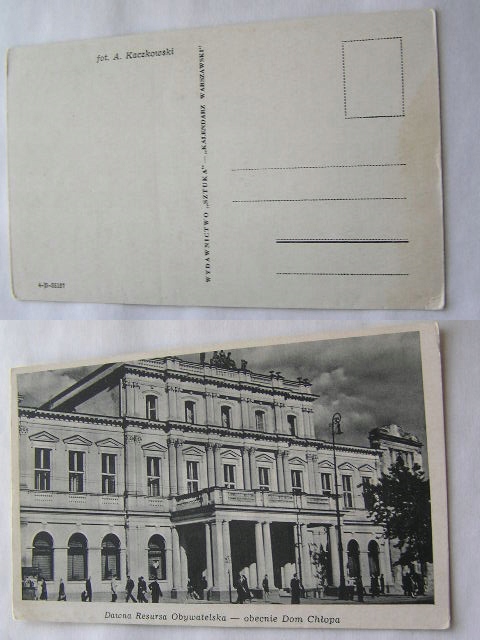 fot. A. Kaczkowski
WYDAWNICTWO „SZTUKA" — „KALENDARZ WARSZAWSKI"
Dawna Resursa Obywatelska — obecnie Dom Chłopa